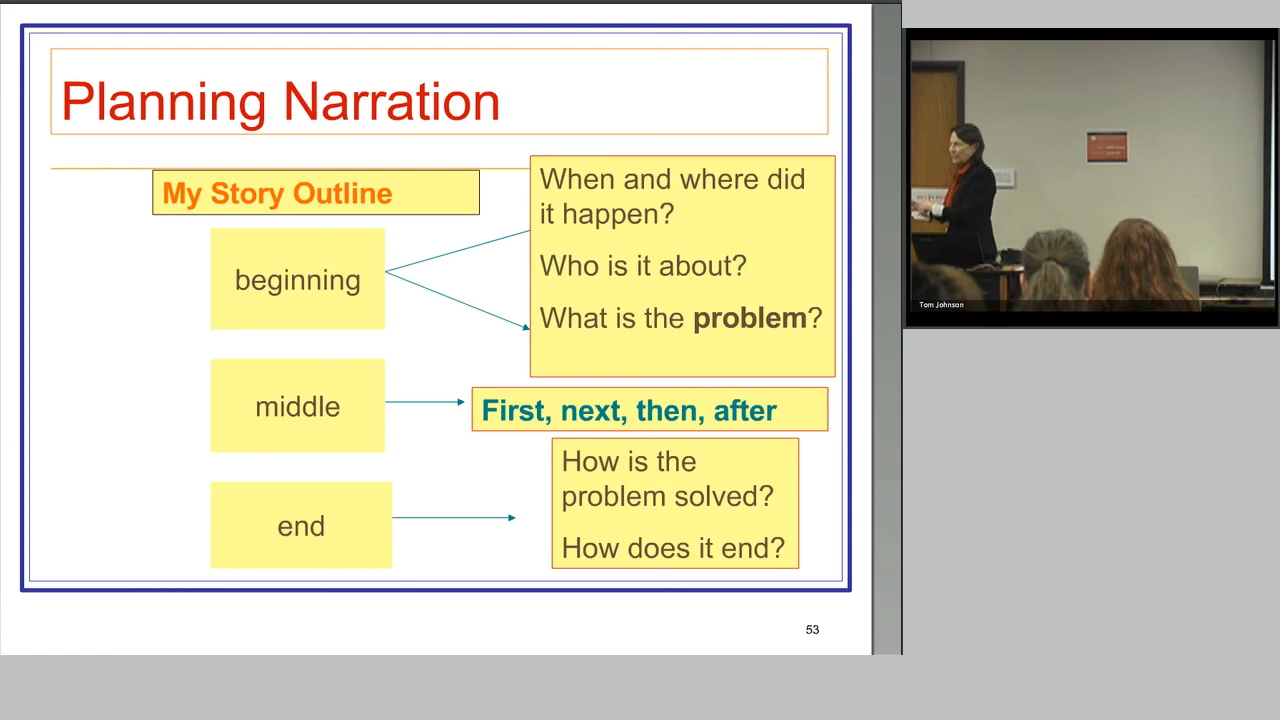 Planning Narration
My Story Outline
beginning
When and where did
it happen?
Who is it about?
What is the problem?
middle
First, next, then, after
end
How is the
problem solved?
How does it end?
53
Tom Johnson